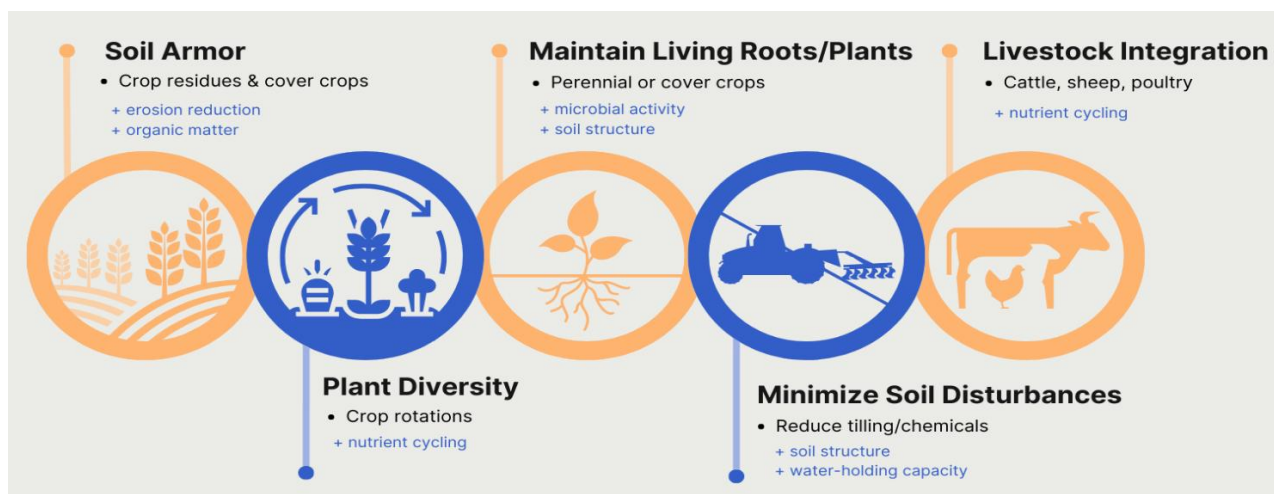 Soil Armor
• Crop residues & cover crops
+ erosion reduction
+ organic matter
Maintain Living Roots/Plants
• Perennial or cover crops
+ microbial activity
+ soil structure
Livestock Integration
• Cattle, sheep, poultry
+ nutrient cycling
Plant Diversity
• Crop rotations
+ nutrient cycling
Minimize Soil Disturbances
• Reduce tilling/chemicals
+ soil structure
+ water-holding capacity